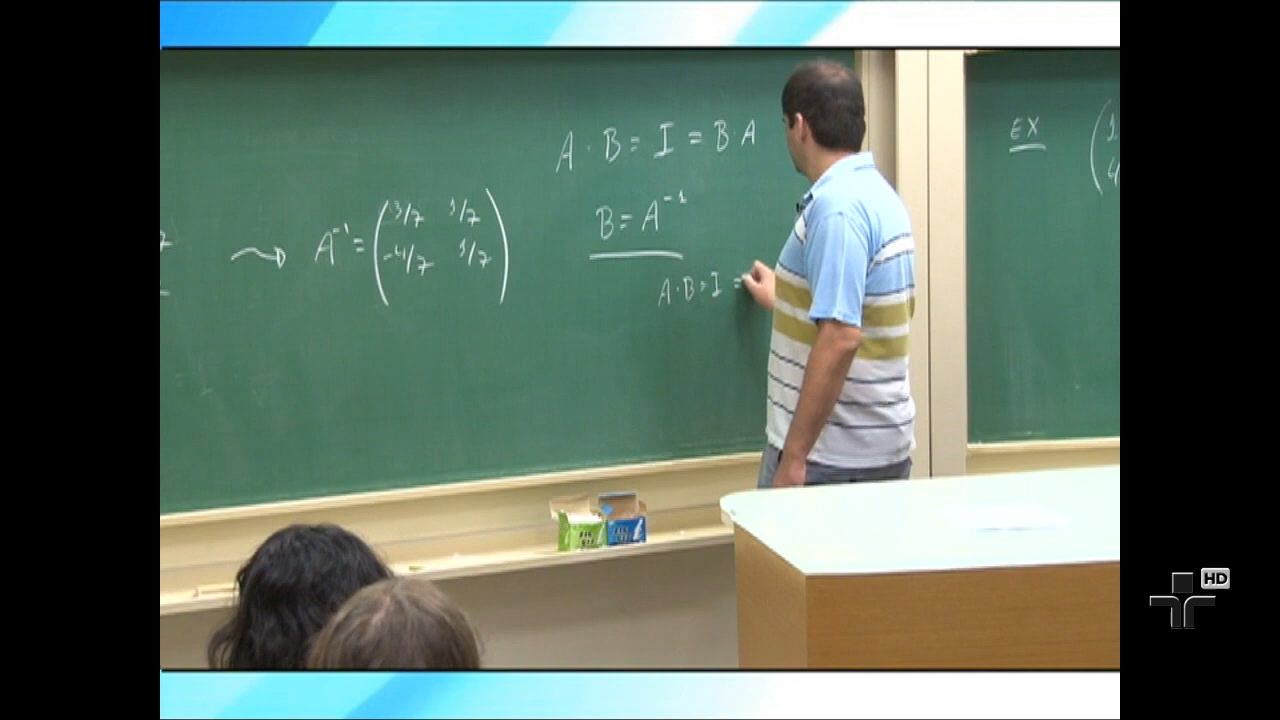 A · B = I = B · A
B = A⁻¹
A⁻¹ = ( 3/7 1/7
-4/7 1/7 )
A · B = I =
EX
HD